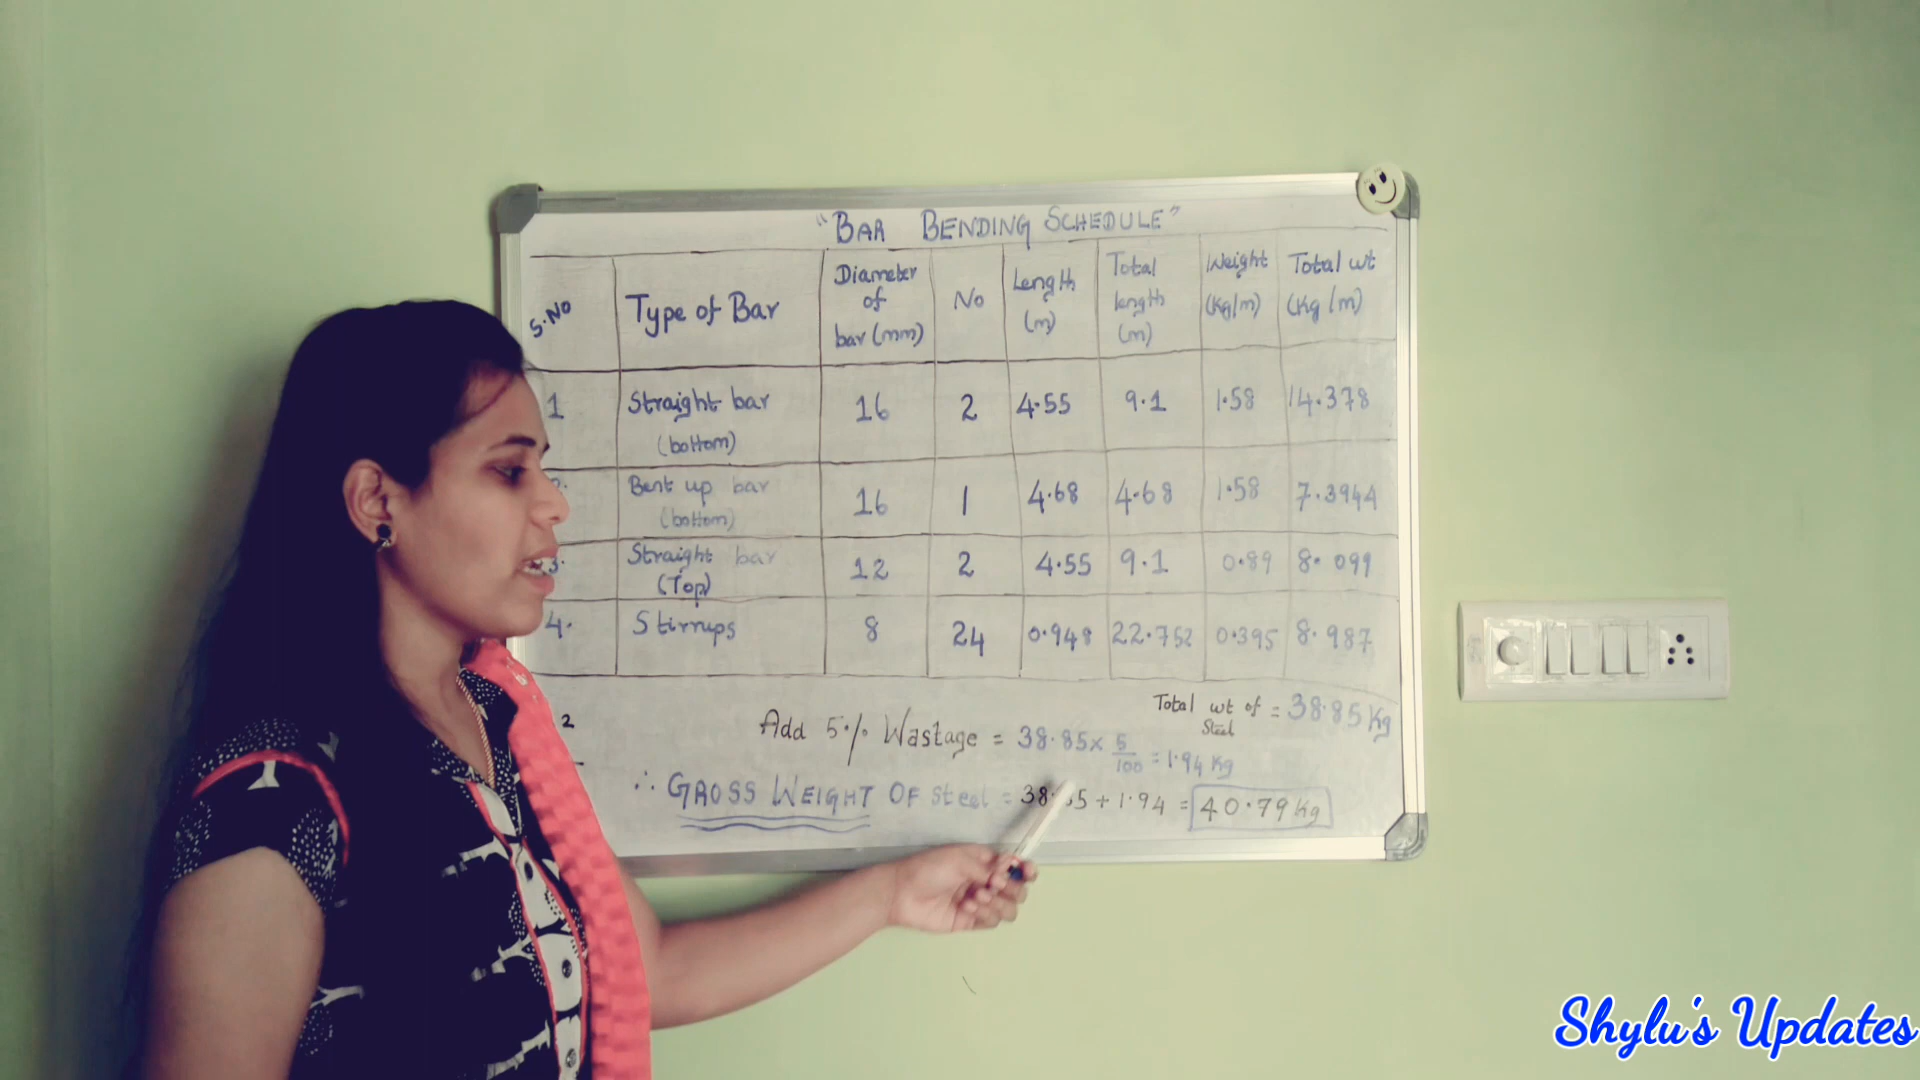 "BAR BENDING SCHEDULE"
S.NO Type of Bar Diameter of bar (mm) No Length (m) Total length (m) Weight (Kg/m) Total wt (Kg/m)
1 Straight bar (bottom) 16 2 4.55 9.1 1.58 14.378
Bent up bar (bottom) 16 1 4.68 4.68 1.58 7.3944
3. Straight bar (Top) 12 2 4.55 9.1 0.89 8.099
4. Stirrups 8 24 0.948 22.752 0.395 8.987
Total wt of Steel = 38.85 Kg
2
Add 5% Wastage = 38.85 x 5/100 = 1.94 Kg
∴ GROSS WEIGHT OF Steel = + 1.94 = 40.79 Kg
Shylu's Updates